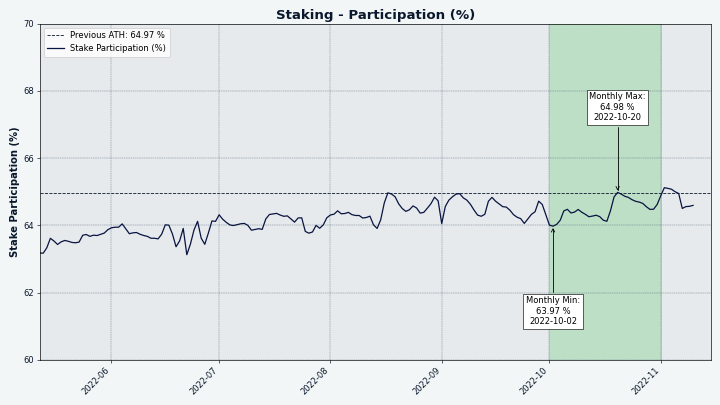 Staking - Participation (%)
Previous ATH: 64.97 %
Stake Participation (%)
Stake Participation (%)
70
68
66
64
62
60
Monthly Max:
64.98 %
2022-10-20
Monthly Min:
63.97 %
2022-10-02
2022-06
2022-07
2022-08
2022-09
2022-10
2022-11